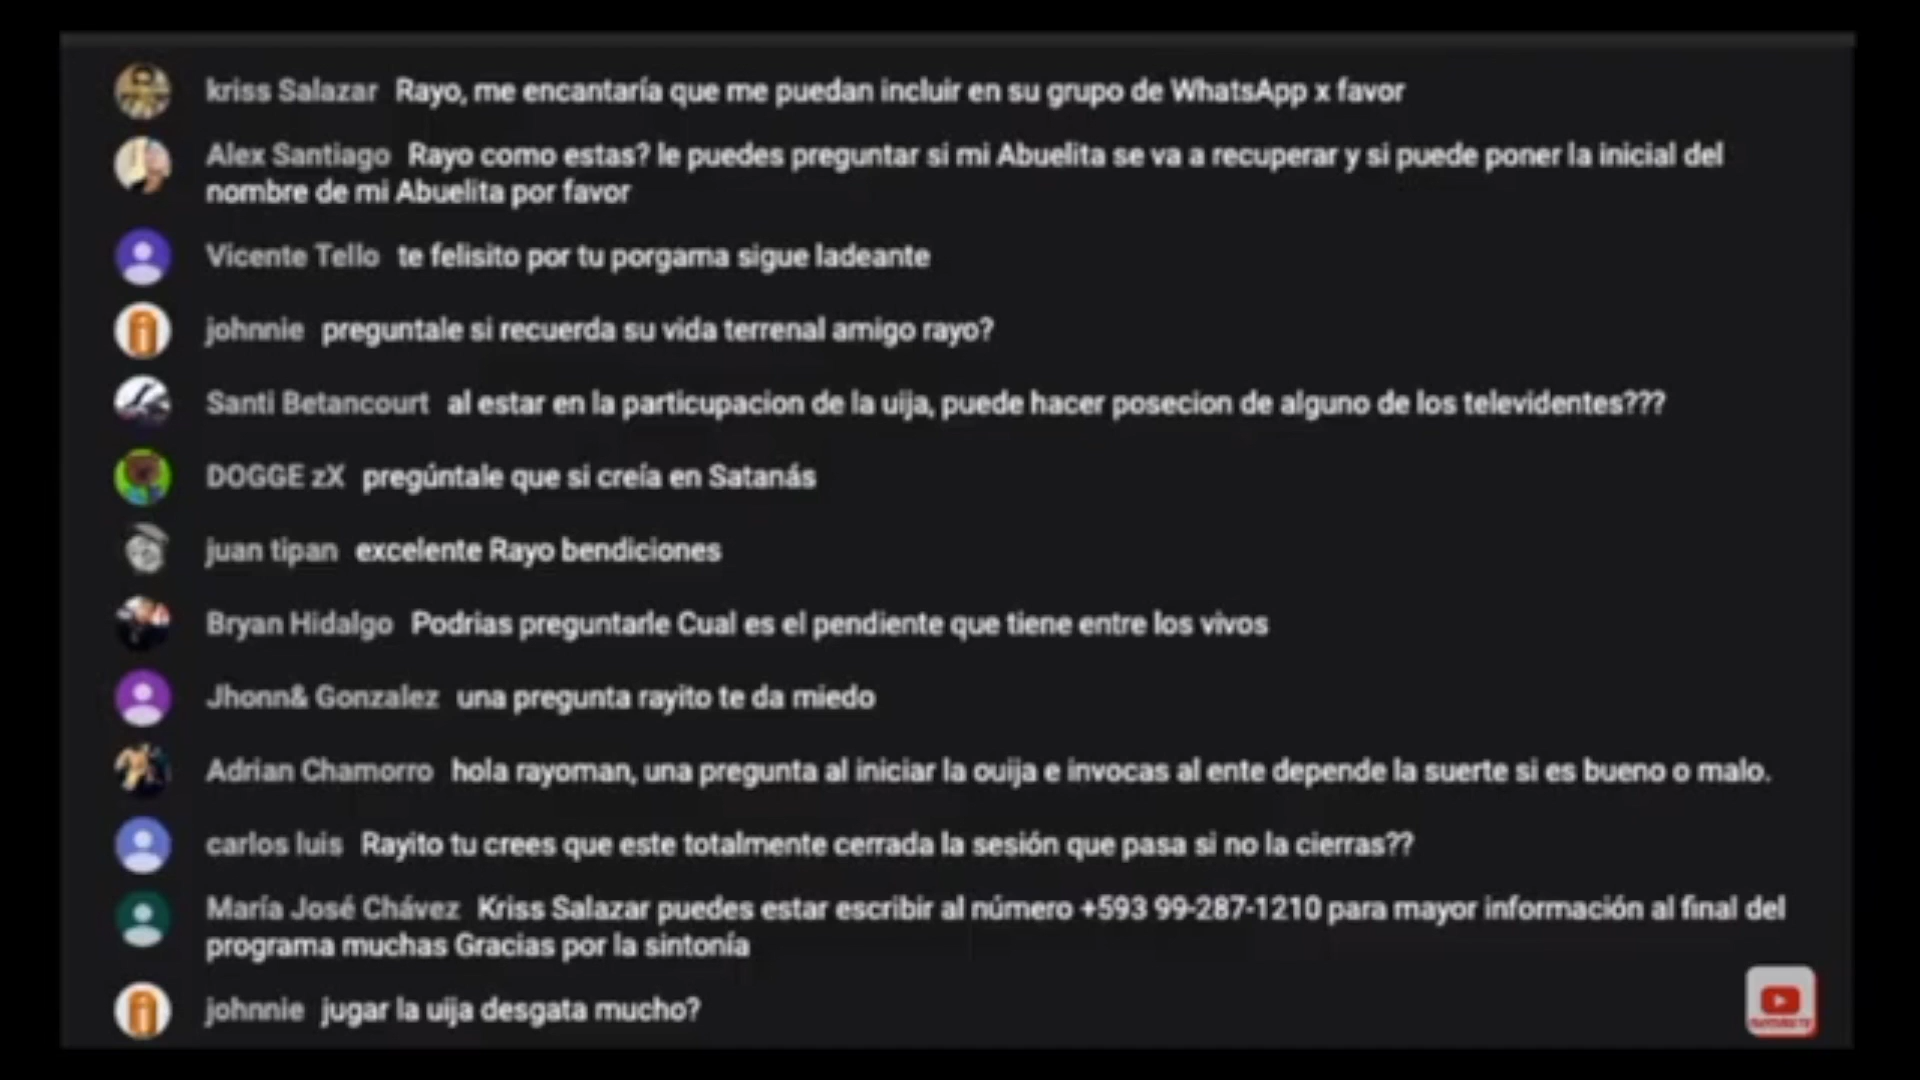 kriss Salazar Rayo, me encantaría que me puedan incluir en su grupo de WhatsApp x favor
Alex Santiago Rayo como estas? le puedes preguntar si mi Abuelita se va a recuperar y si puede poner la inicial del
nombre de mi Abuelita por favor
Vicente Tello te felisito por tu porgama sigue ladeante
johnnie preguntale si recuerda su vida terrenal amigo rayo?
Santi Betancourt al estar en la particupacion de la uija, puede hacer posecion de alguno de los televidentes???
DOGGE zX pregúntale que si creía en Satanás
juan tipan excelente Rayo bendiciones
Bryan Hidalgo Podrias preguntarle Cual es el pendiente que tiene entre los vivos
Jhonn& Gonzalez una pregunta rayito te da miedo
Adrian Chamorro hola rayoman, una pregunta al iniciar la ouija e invocas al ente depende la suerte si es bueno o malo.
carlos luis Rayito tu crees que este totalmente cerrada la sesión que pasa si no la cierras??
María José Chávez Kriss Salazar puedes estar escribir al número +593 99-287-1210 para mayor información al final del
programa muchas Gracias por la sintonía
johnnie jugar la uija desgata mucho?